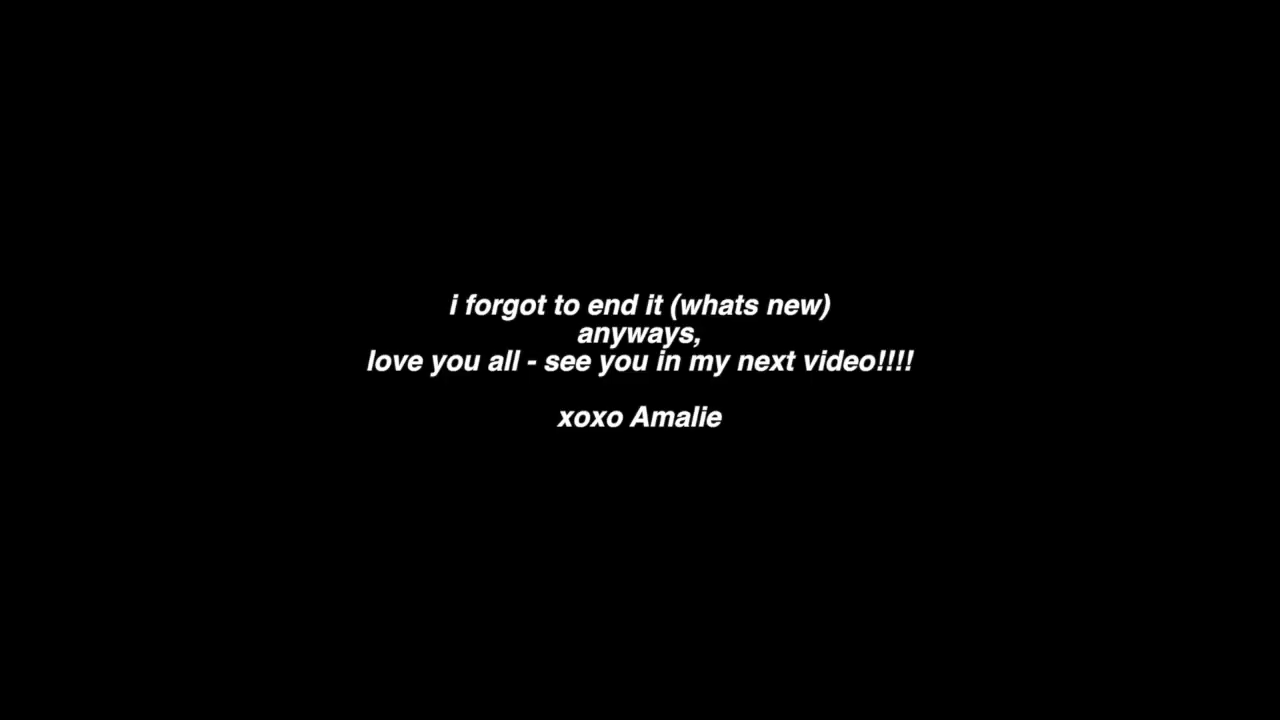 i forgot to end it (whats new)
anyways,
love you all - see you in my next video!!!!
xoxo Amalie